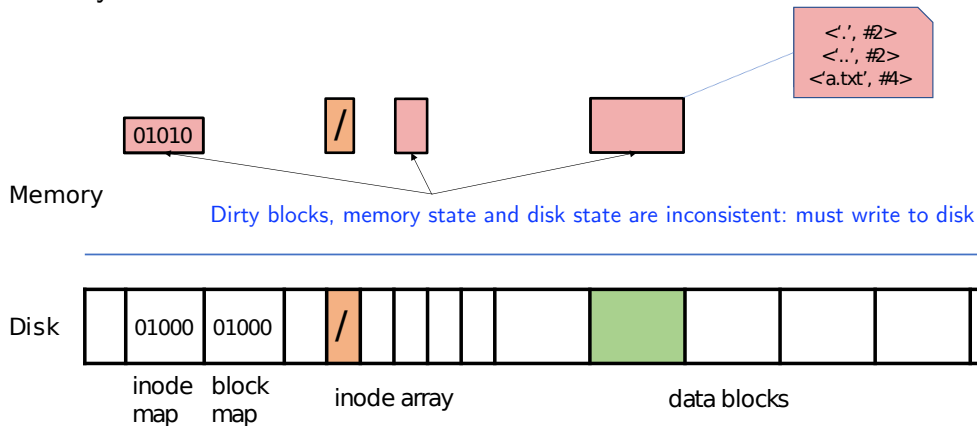 <'.', #2>
<'..', #2>
<'a.txt', #4>
01010
/
Memory
Dirty blocks, memory state and disk state are inconsistent: must write to disk
Disk
01000
01000
/
inode
map
block
map
inode array
data blocks